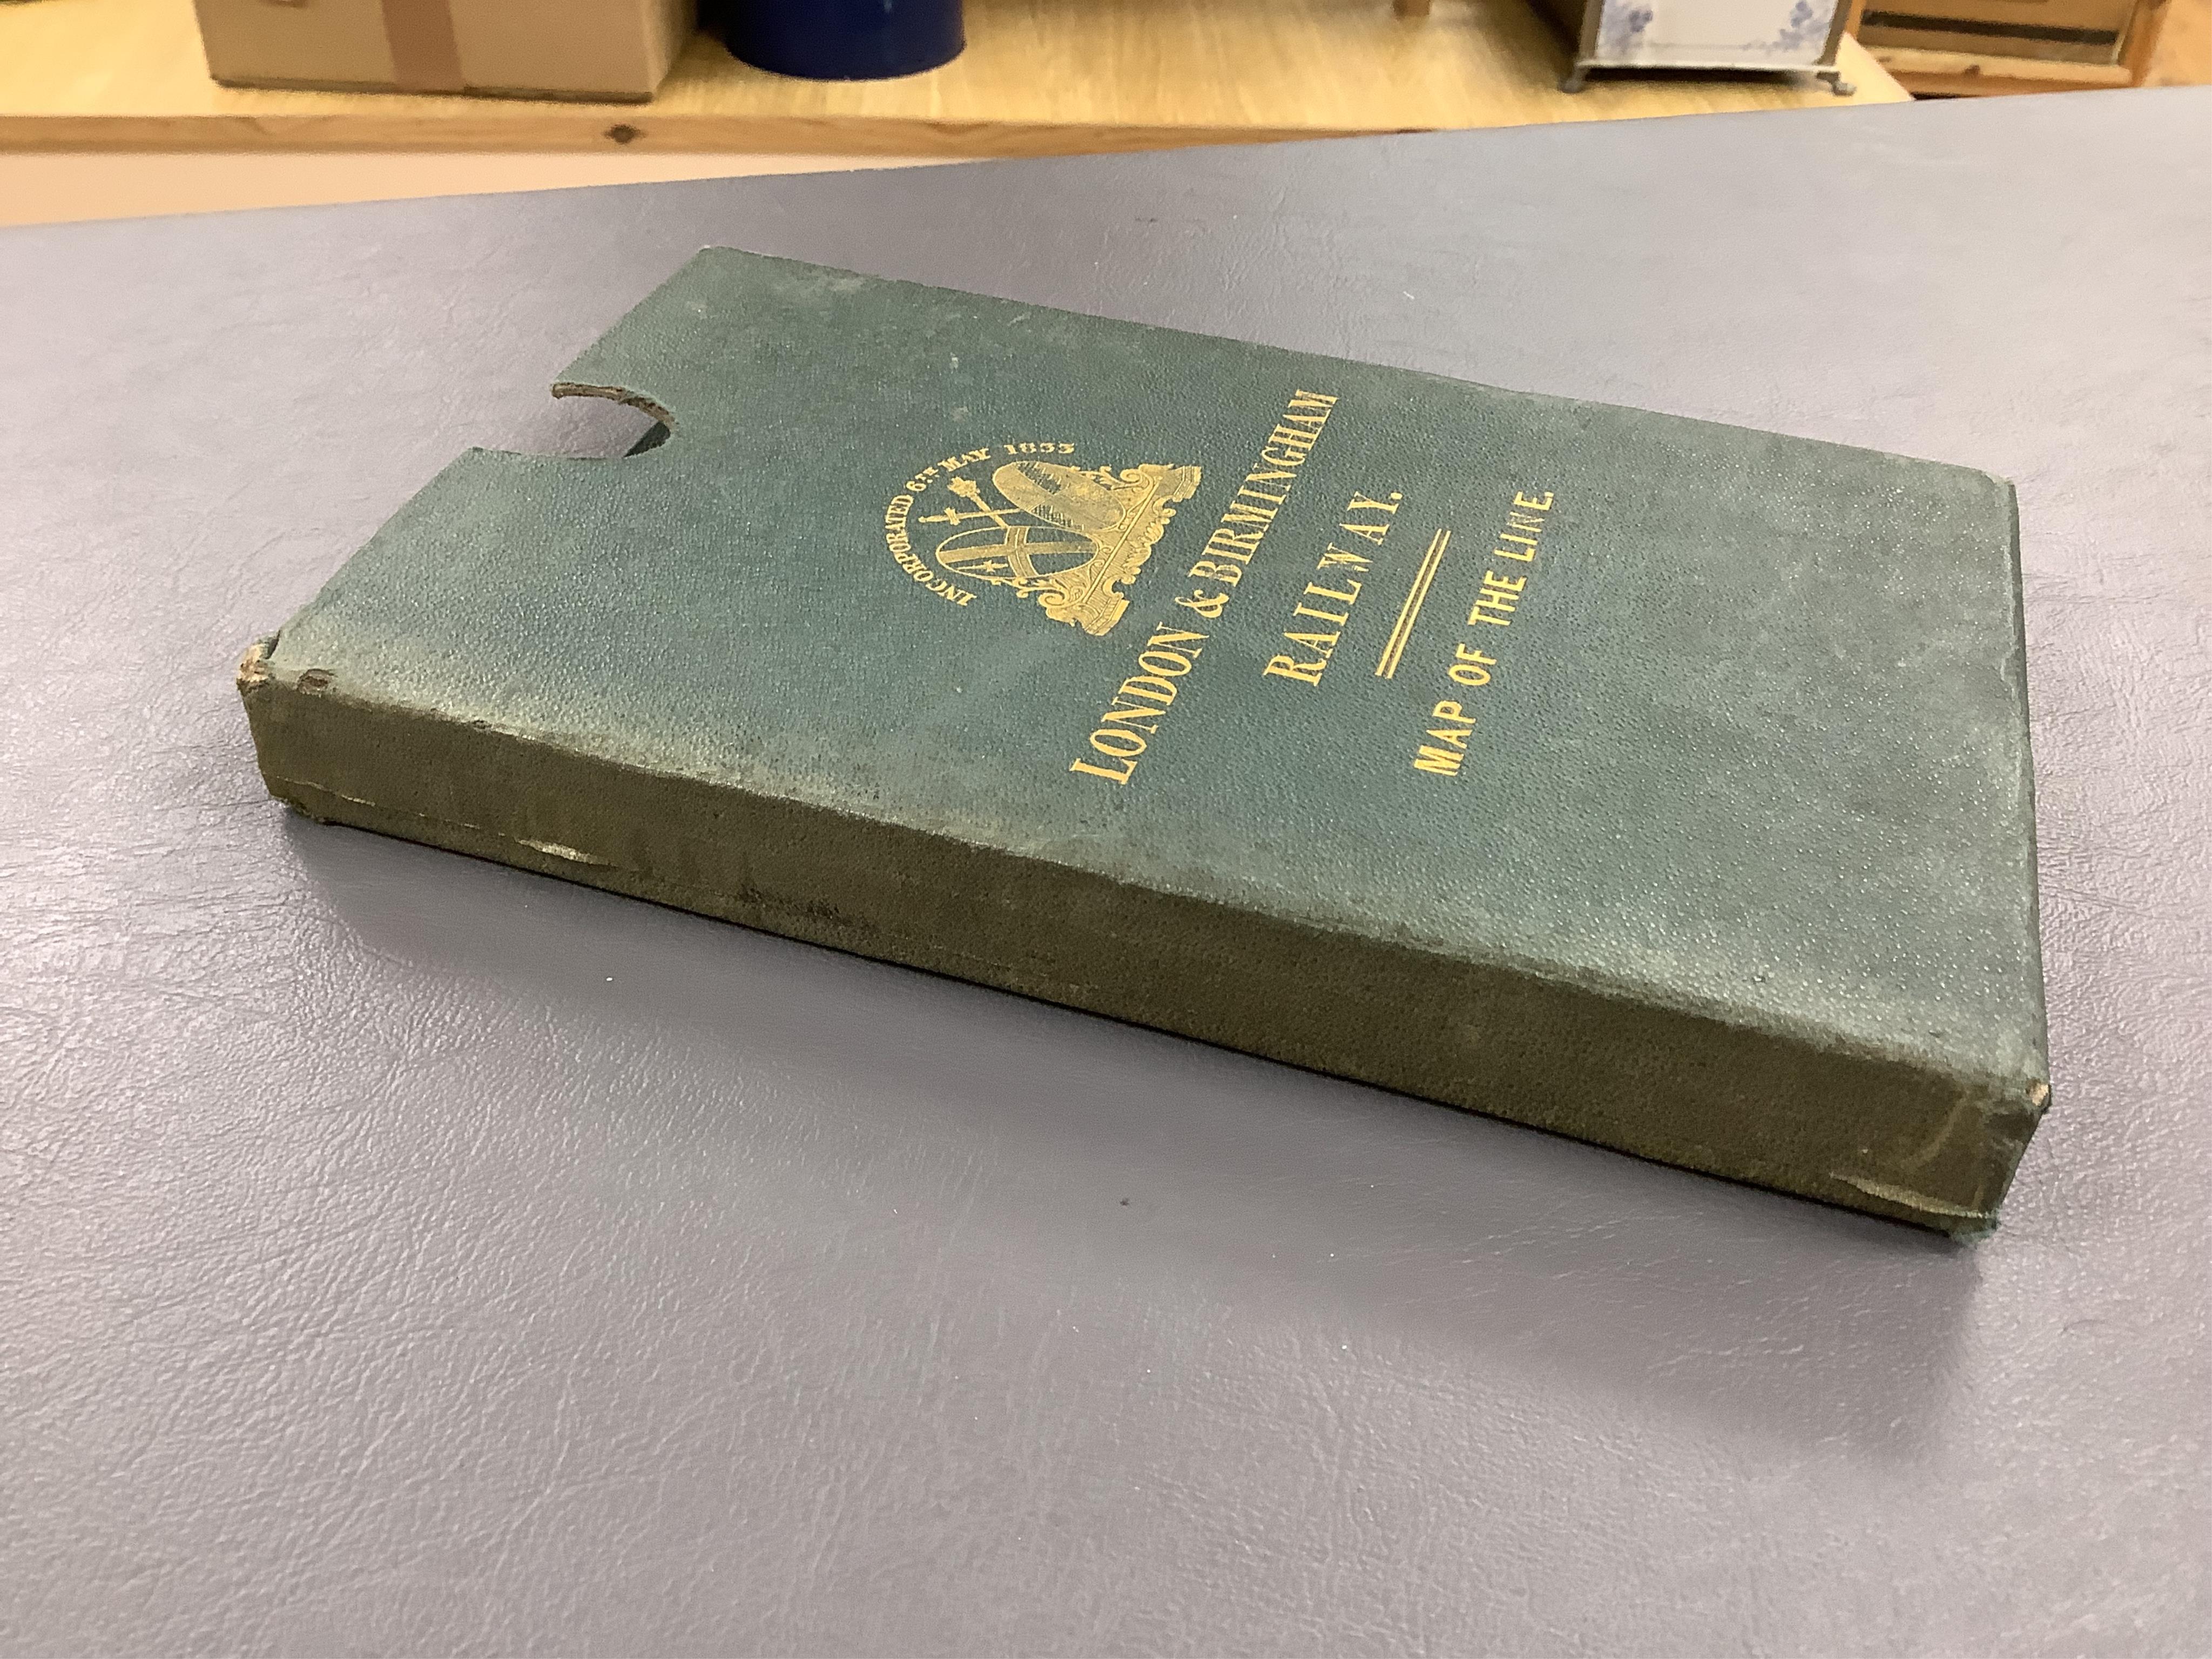 INCORPORATED 6TH MAY 1833
LONDON & BIRMINGHAM
RAILWAY.
MAP OF THE LINE.